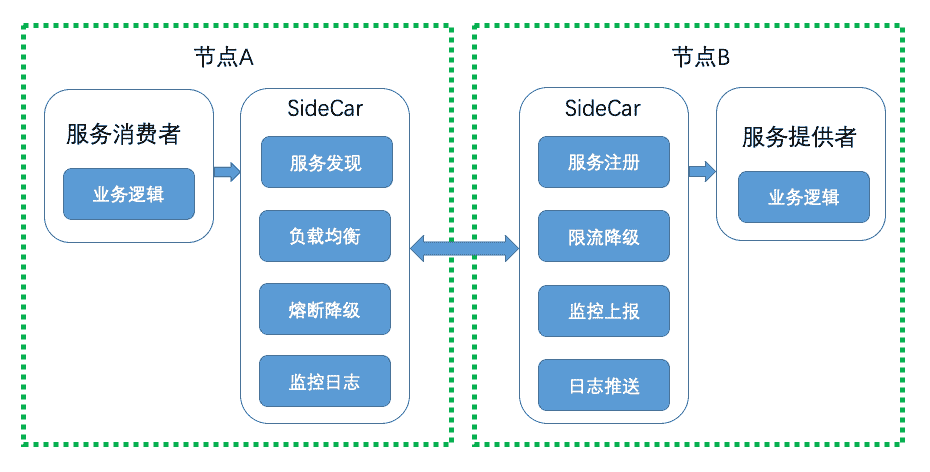 节点A
服务消费者
业务逻辑
SideCar
服务发现
负载均衡
熔断降级
监控日志
节点B
SideCar
服务注册
限流降级
监控上报
日志推送
服务提供者
业务逻辑